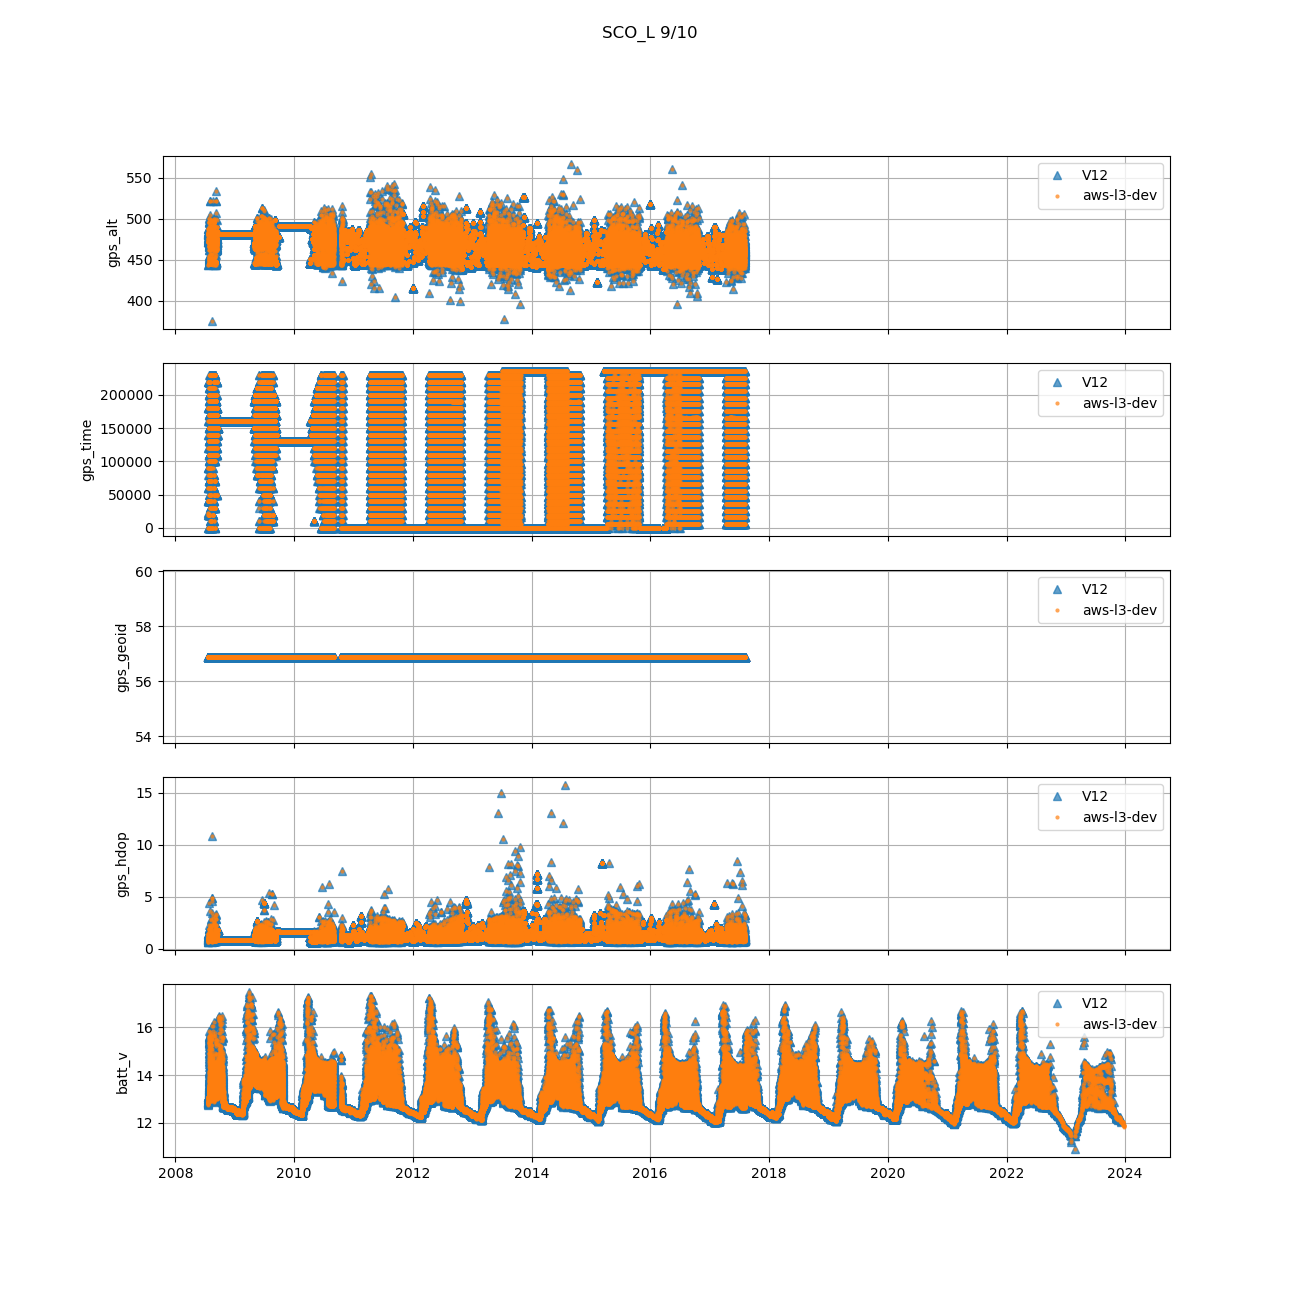 SCO_L 9/10
gps_alt
550
500
450
400
V12
aws-l3-dev
gps_time
200000
150000
100000
50000
0
V12
aws-l3-dev
gps_geoid
60
58
56
54
V12
aws-l3-dev
gps_hdop
15
10
5
0
V12
aws-l3-dev
batt_v
16
14
12
V12
aws-l3-dev
2008 2010 2012 2014 2016 2018 2020 2022 2024